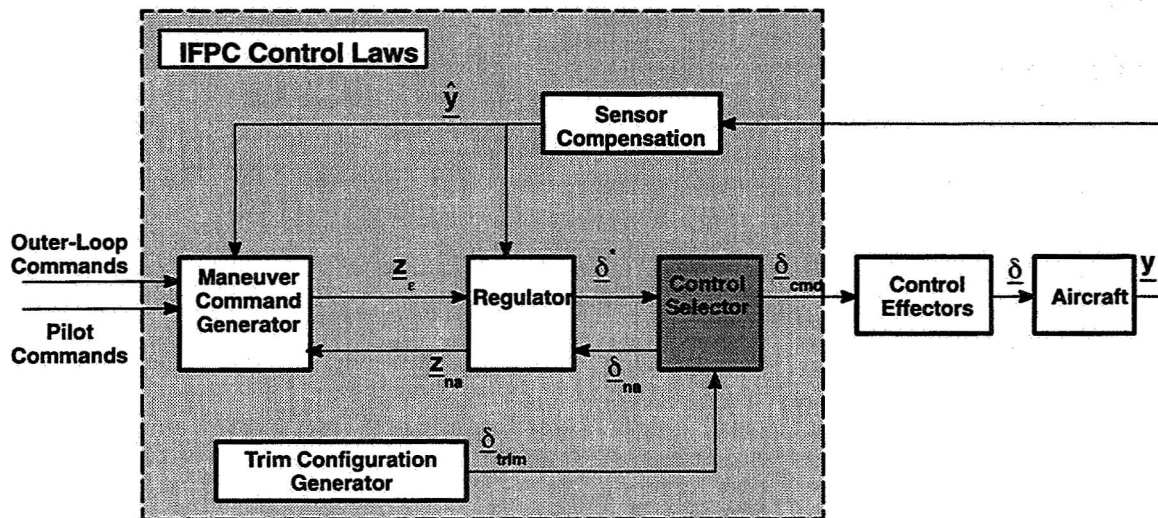 IFPC Control Laws
ŷ
Sensor
Compensation
Outer-Loop
Commands
Pilot
Commands
Maneuver
Command
Generator
z ε
Regulator
δ*
Control
Selector
δ cmd
Control
Effectors
δ
Aircraft
y
z na
δ na
Trim Configuration
Generator
δ trim